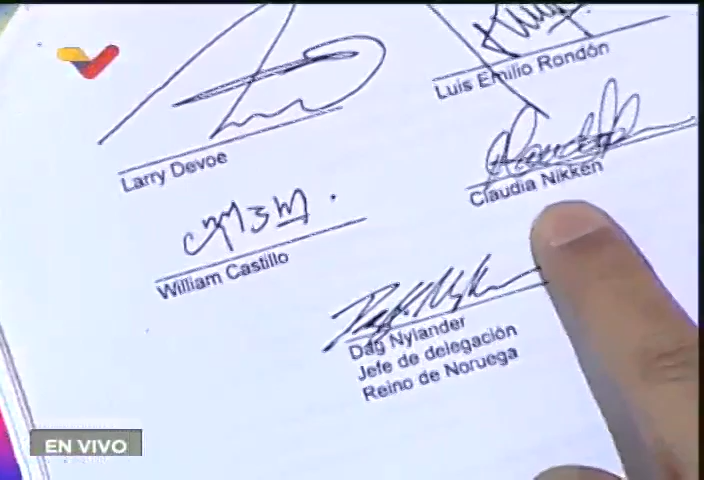 Luis Emilio Rondón
Larry Devoe
Claudia Nikken
William Castillo
Dag Nylander
Jefe de delegación
Reino de Noruega
EN VIVO